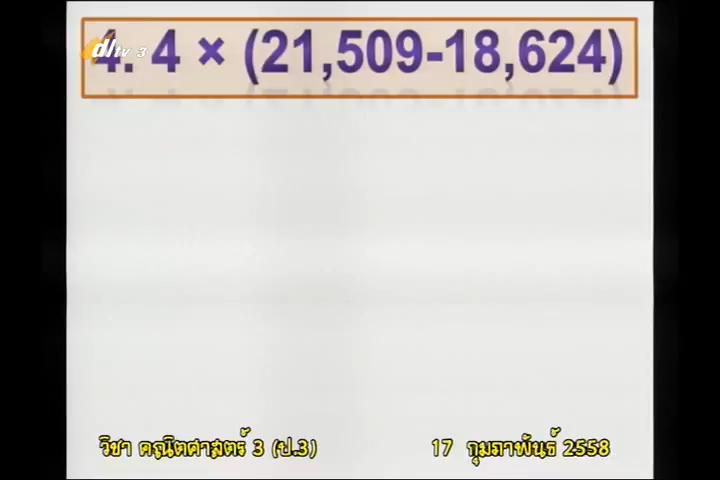 dltv 3
4. 4 × (21,509-18,624)
วิชา คณิตศาสตร์ 3 (ป.3)
17 กุมภาพันธ์ 2558